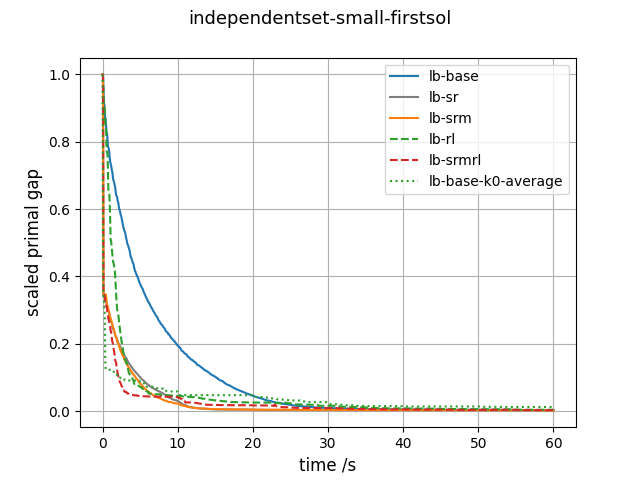 independentset-small-firstsol
1.0
0.8
0.6
0.4
0.2
0.0
scaled primal gap
lb-base
lb-sr
lb-srm
lb-rl
lb-srmrl
lb-base-k0-average
0 10 20 30 40 50 60
time /s